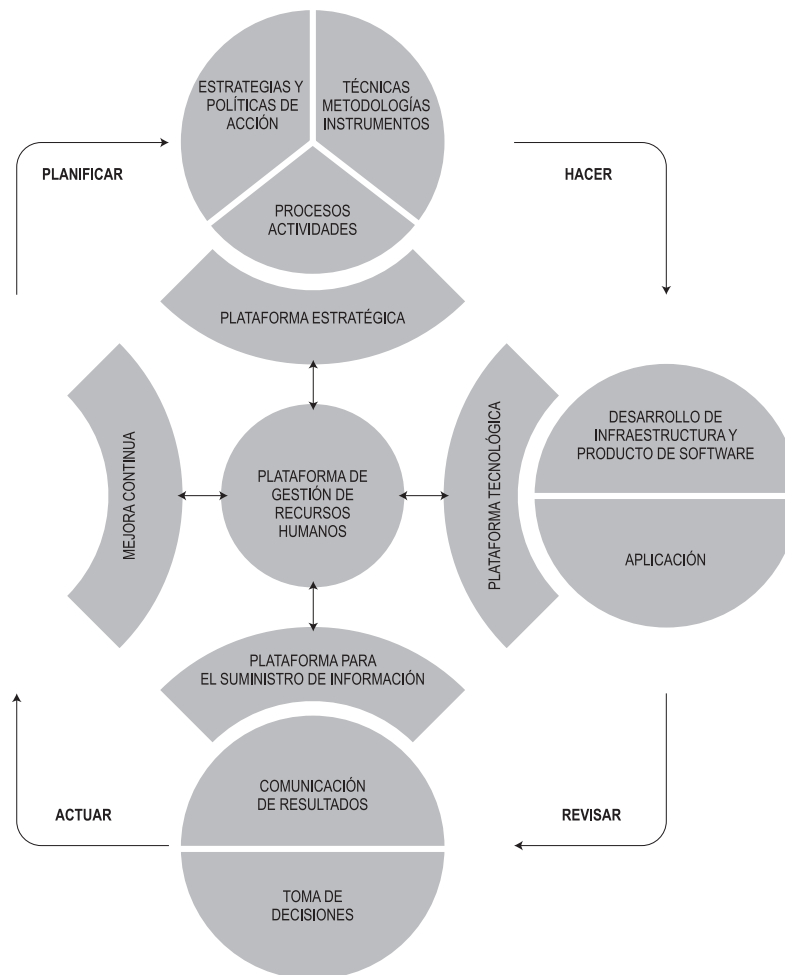 ESTRATEGIAS Y
POLÍTICAS DE
ACCIÓN
TÉCNICAS
METODOLOGÍAS
INSTRUMENTOS
PROCESOS
ACTIVIDADES
PLANIFICAR
HACER
PLATAFORMA ESTRATÉGICA
MEJORA CONTINUA
PLATAFORMA DE
GESTIÓN DE
RECURSOS
HUMANOS
PLATAFORMA TECNOLÓGICA
DESARROLLO DE
INFRAESTRUCTURA Y
PRODUCTO DE SOFTWARE
APLICACIÓN
PLATAFORMA PARA
EL SUMINISTRO DE INFORMACIÓN
COMUNICACIÓN
DE RESULTADOS
ACTUAR
REVISAR
TOMA DE
DECISIONES